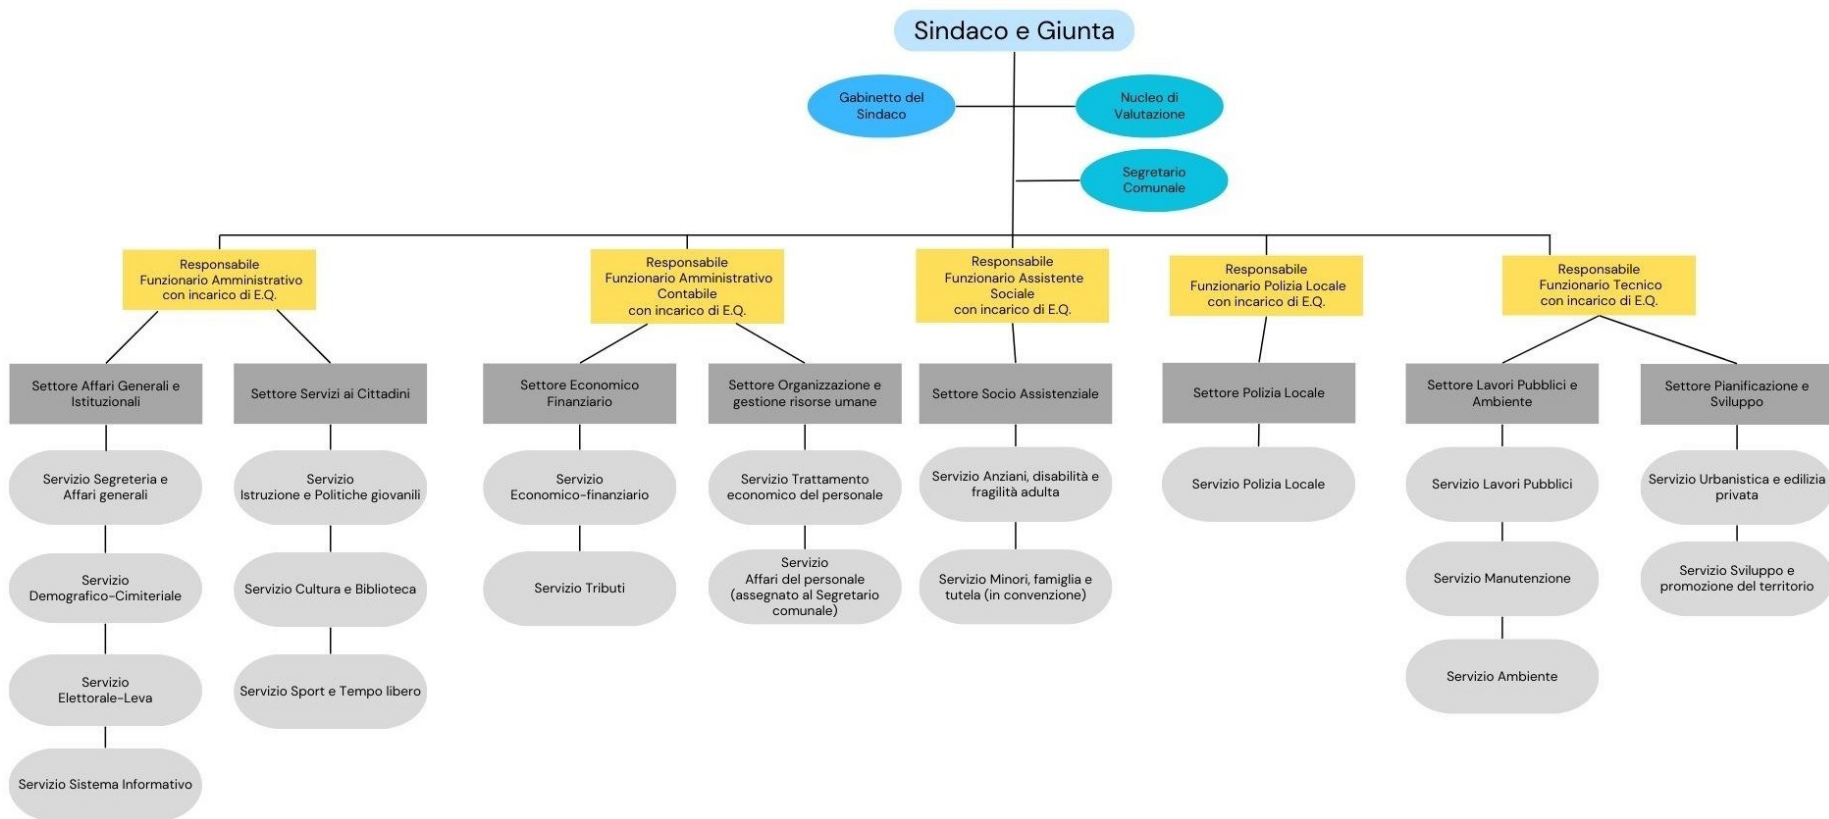 Sindaco e Giunta
Gabinetto del
Sindaco
Nucleo di
Valutazione
Segretario
Comunale
Responsabile
Funzionario Amministrativo
con incarico di E.Q.
Responsabile
Funzionario Amministrativo
Contabile
con incarico di E.Q.
Responsabile
Funzionario Assistente
Sociale
con incarico di E.Q.
Responsabile
Funzionario Polizia Locale
con incarico di E.Q.
Responsabile
Funzionario Tecnico
con incarico di E.Q.
Settore Affari Generali e
Istituzionali
Settore Servizi ai Cittadini
Settore Economico
Finanziario
Settore Organizzazione e
gestione risorse umane
Settore Socio Assistenziale
Settore Polizia Locale
Settore Lavori Pubblici e
Ambiente
Settore Pianificazione e
Sviluppo
Servizio Segreteria e
Affari generali
Servizio
Istruzione e Politiche giovanili
Servizio
Economico-finanziario
Servizio Trattamento
economico del personale
Servizio Anziani, disabilità e
fragilità adulta
Servizio Polizia Locale
Servizio Lavori Pubblici
Servizio Urbanistica e edilizia
privata
Servizio
Demografico-Cimiteriale
Servizio Cultura e Biblioteca
Servizio Tributi
Servizio
Affari del personale
(assegnato al Segretario
comunale)
Servizio Minori, famiglia e
tutela (in convenzione)
Servizio Manutenzione
Servizio Sviluppo e
promozione del territorio
Servizio
Elettorale-Leva
Servizio Sport e Tempo libero
Servizio Ambiente
Servizio Sistema Informativo